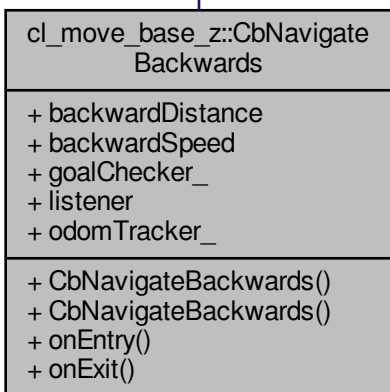 cl_move_base_z::CbNavigate
Backwards
+ backwardDistance
+ backwardSpeed
+ goalChecker_
+ listener
+ odomTracker_
+ CbNavigateBackwards()
+ CbNavigateBackwards()
+ onEntry()
+ onExit()